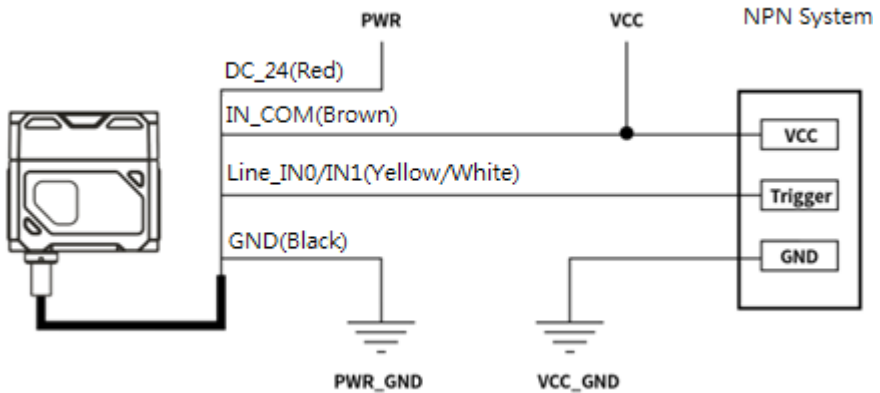 PWR
VCC
NPN System
DC_24(Red)
IN_COM(Brown)
VCC
Line_IN0/IN1(Yellow/White)
Trigger
GND(Black)
GND
PWR_GND
VCC_GND